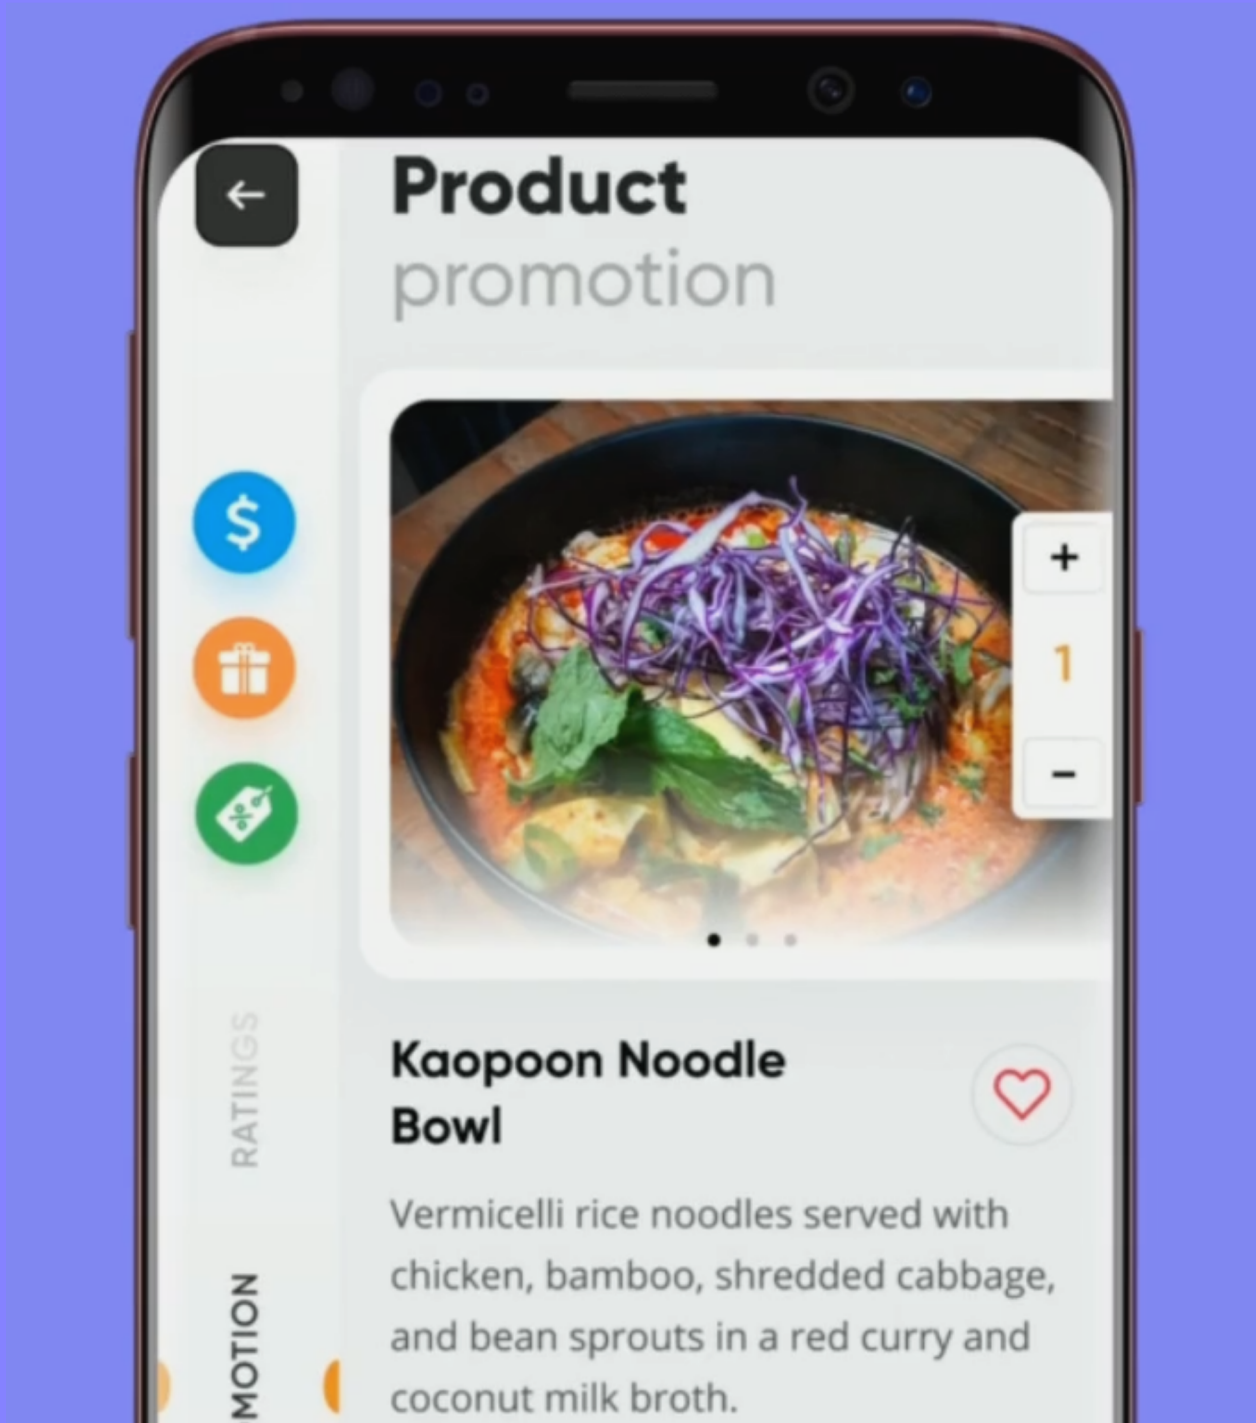 Product
promotion
$
+
1
-
%
Kaopoon Noodle
Bowl
RATINGS
Vermicelli rice noodles served with
chicken, bamboo, shredded cabbage,
and bean sprouts in a red curry and
coconut milk broth.
MOTION